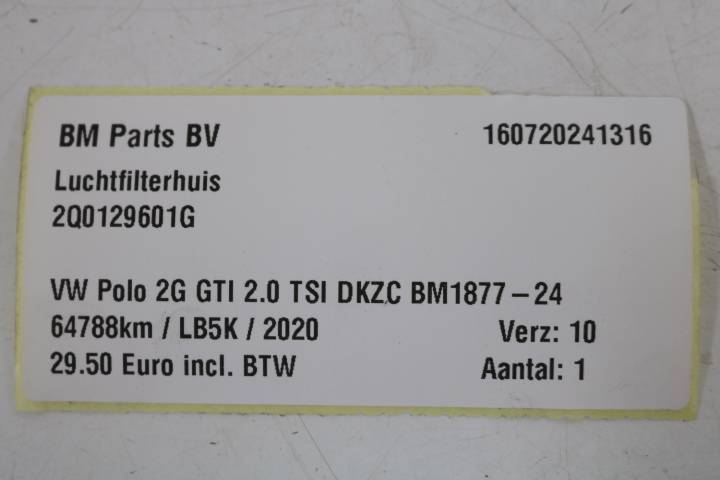 BM Parts BV 160720241316
Luchtfilterhuis
2Q0129601G
VW Polo 2G GTI 2.0 TSI DKZC BM1877-24
64788km / LB5K / 2020 Verz: 10
29.50 Euro incl. BTW Aantal: 1